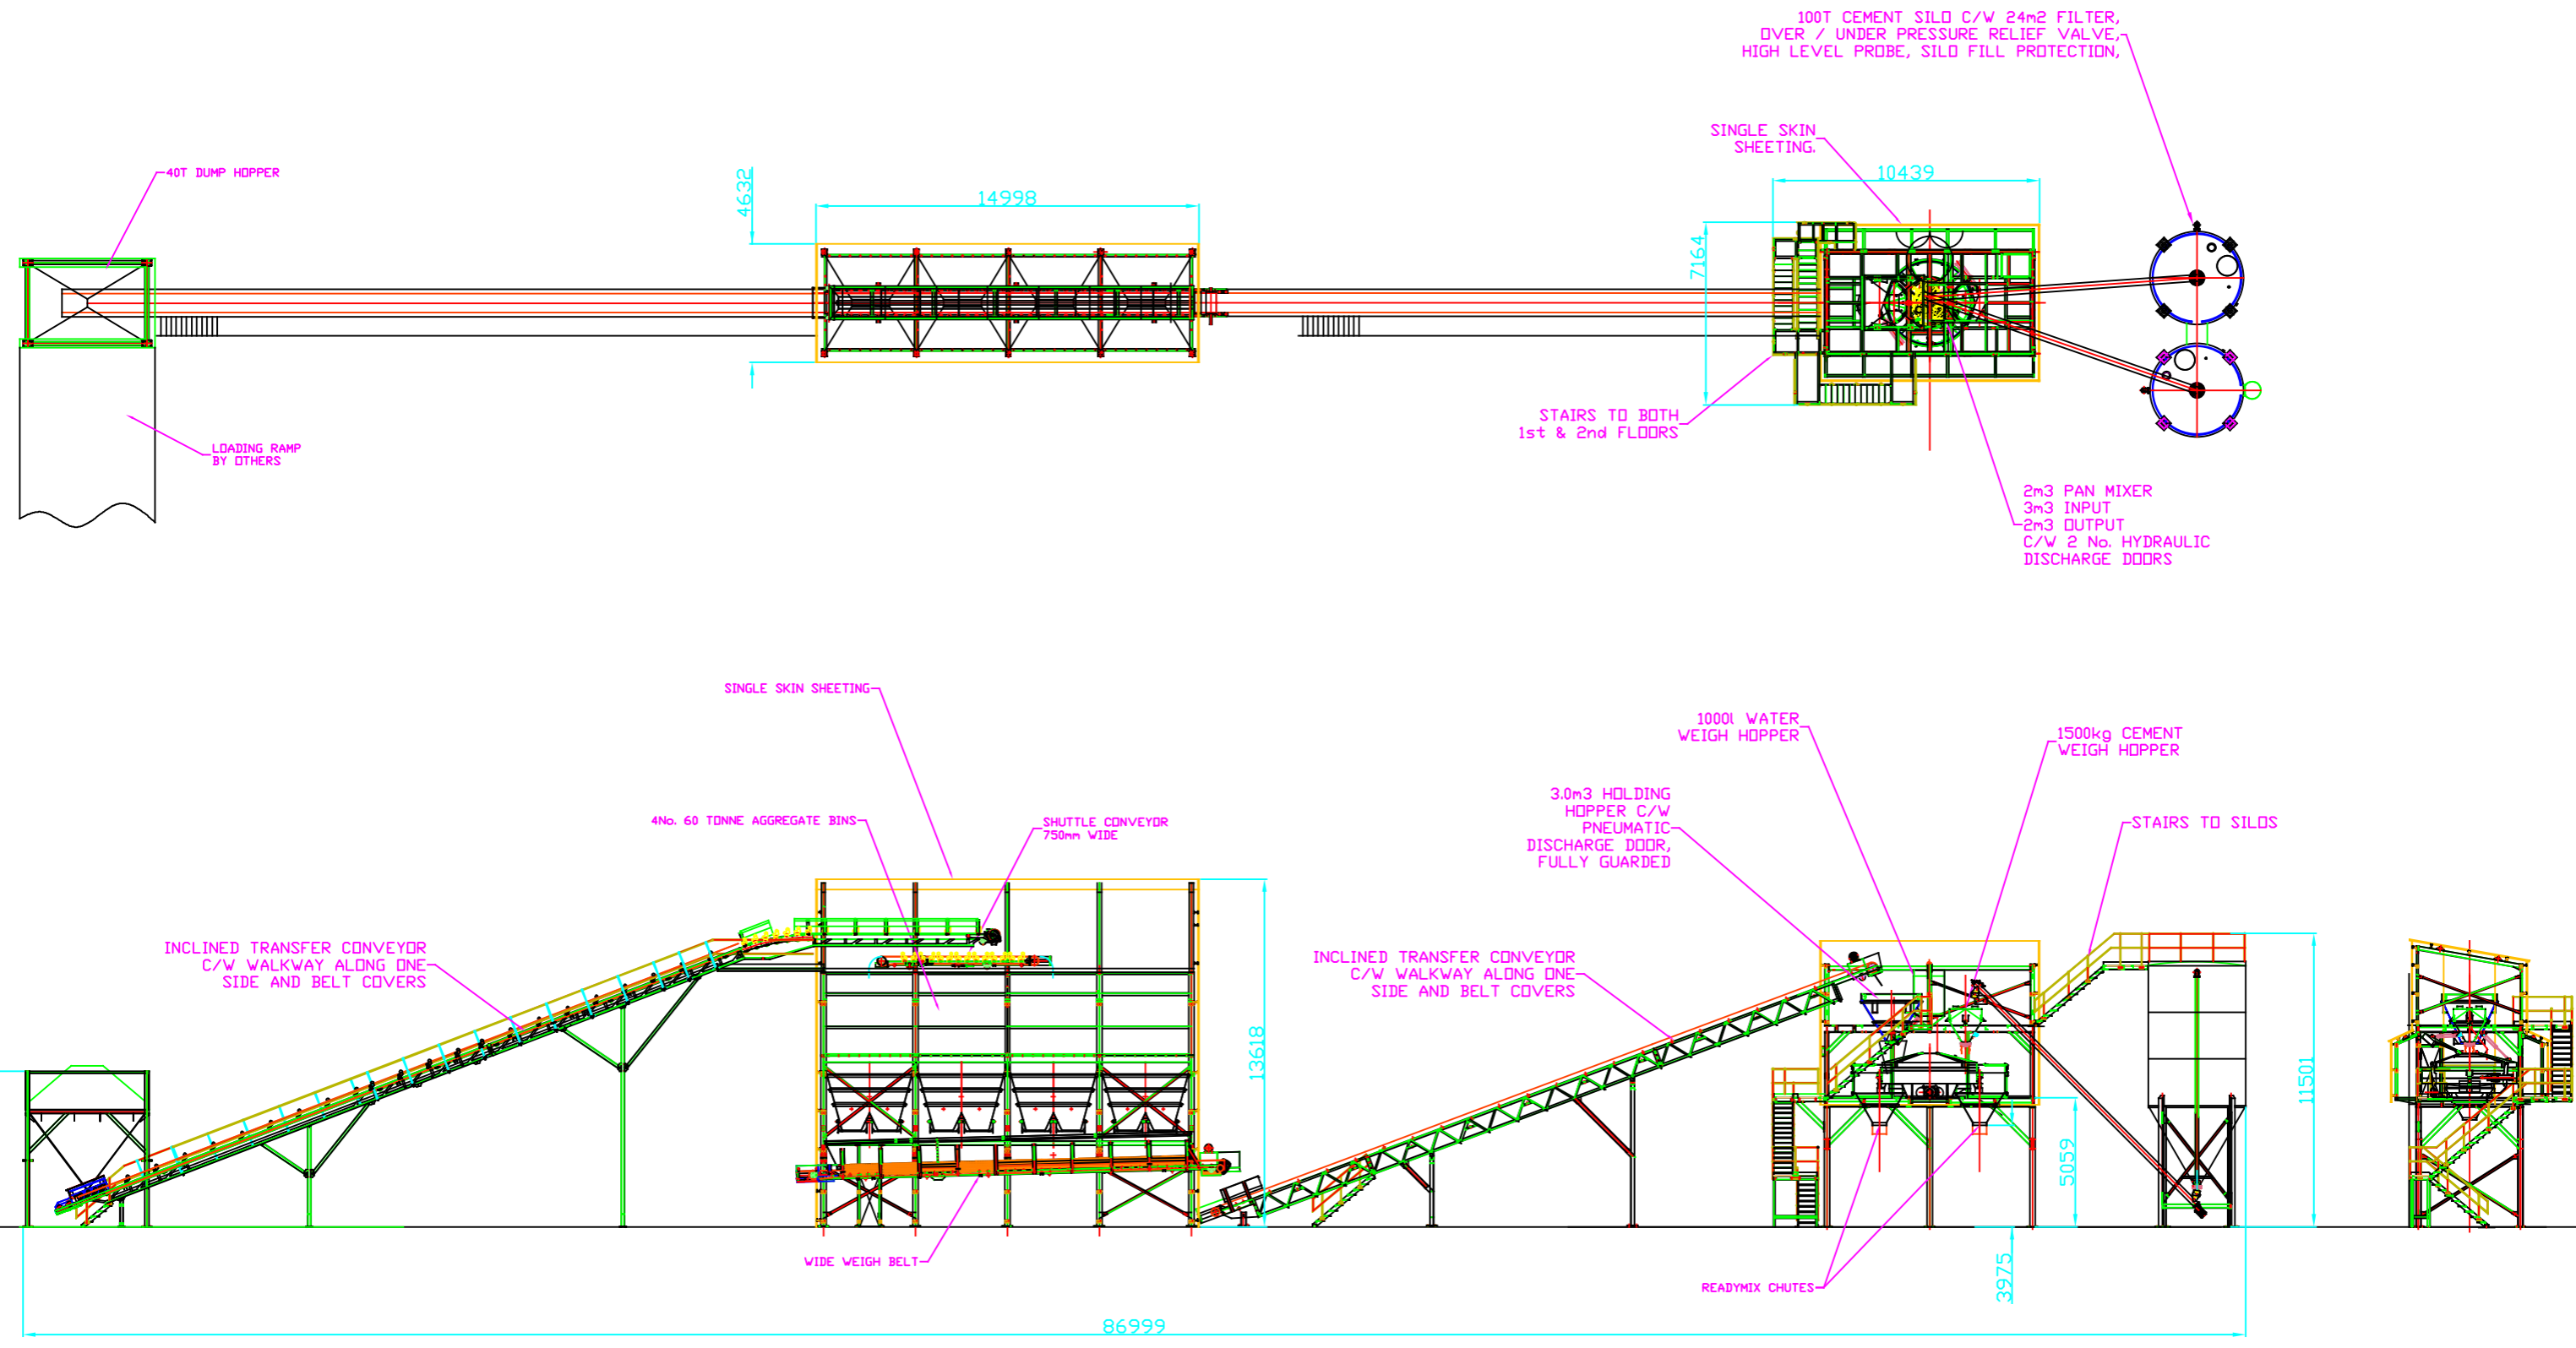 100T CEMENT SILO C/W 24m2 FILTER,
OVER / UNDER PRESSURE RELIEF VALVE,
HIGH LEVEL PROBE, SILO FILL PROTECTION,
SINGLE SKIN
SHEETING.
40T DUMP HOPPER
4632
14998
10439
7164
LOADING RAMP
BY OTHERS
STAIRS TO BOTH
1st & 2nd FLOORS
2m3 PAN MIXER
3m3 INPUT
2m3 OUTPUT
C/W 2 No. HYDRAULIC
DISCHARGE DOORS
SINGLE SKIN SHEETING
1000l WATER
WEIGH HOPPER
1500kg CEMENT
WEIGH HOPPER
3.0m3 HOLDING
HOPPER C/W
PNEUMATIC
DISCHARGE DOOR,
FULLY GUARDED
4No. 60 TONNE AGGREGATE BINS
SHUTTLE CONVEYOR
750mm WIDE
STAIRS TO SILOS
INCLINED TRANSFER CONVEYOR
C/W WALKWAY ALONG ONE
SIDE AND BELT COVERS
INCLINED TRANSFER CONVEYOR
C/W WALKWAY ALONG ONE
SIDE AND BELT COVERS
13618
11501
5059
3975
WIDE WEIGH BELT
READYMIX CHUTES
86999